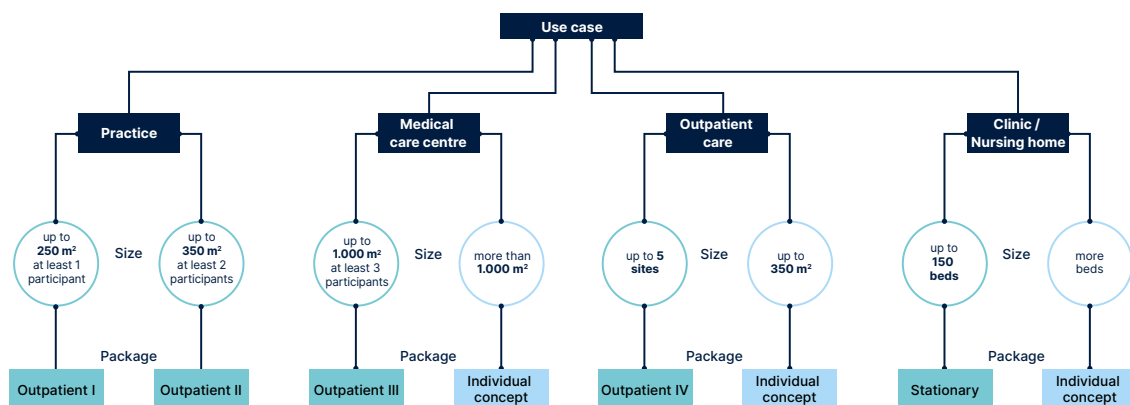 Use case
Practice
Medical
care centre
Outpatient
care
Clinic /
Nursing home
up to
250 m²
at least 1
participant
Size
up to
350 m²
at least 2
participants
up to
1.000 m²
at least 3
participants
Size
more than
1.000 m²
up to 5
sites
Size
up to
350 m²
up to
150
beds
Size
more
beds
Package
Package
Package
Package
Outpatient I
Outpatient II
Outpatient III
Individual
concept
Outpatient IV
Individual
concept
Stationary
Individual
concept